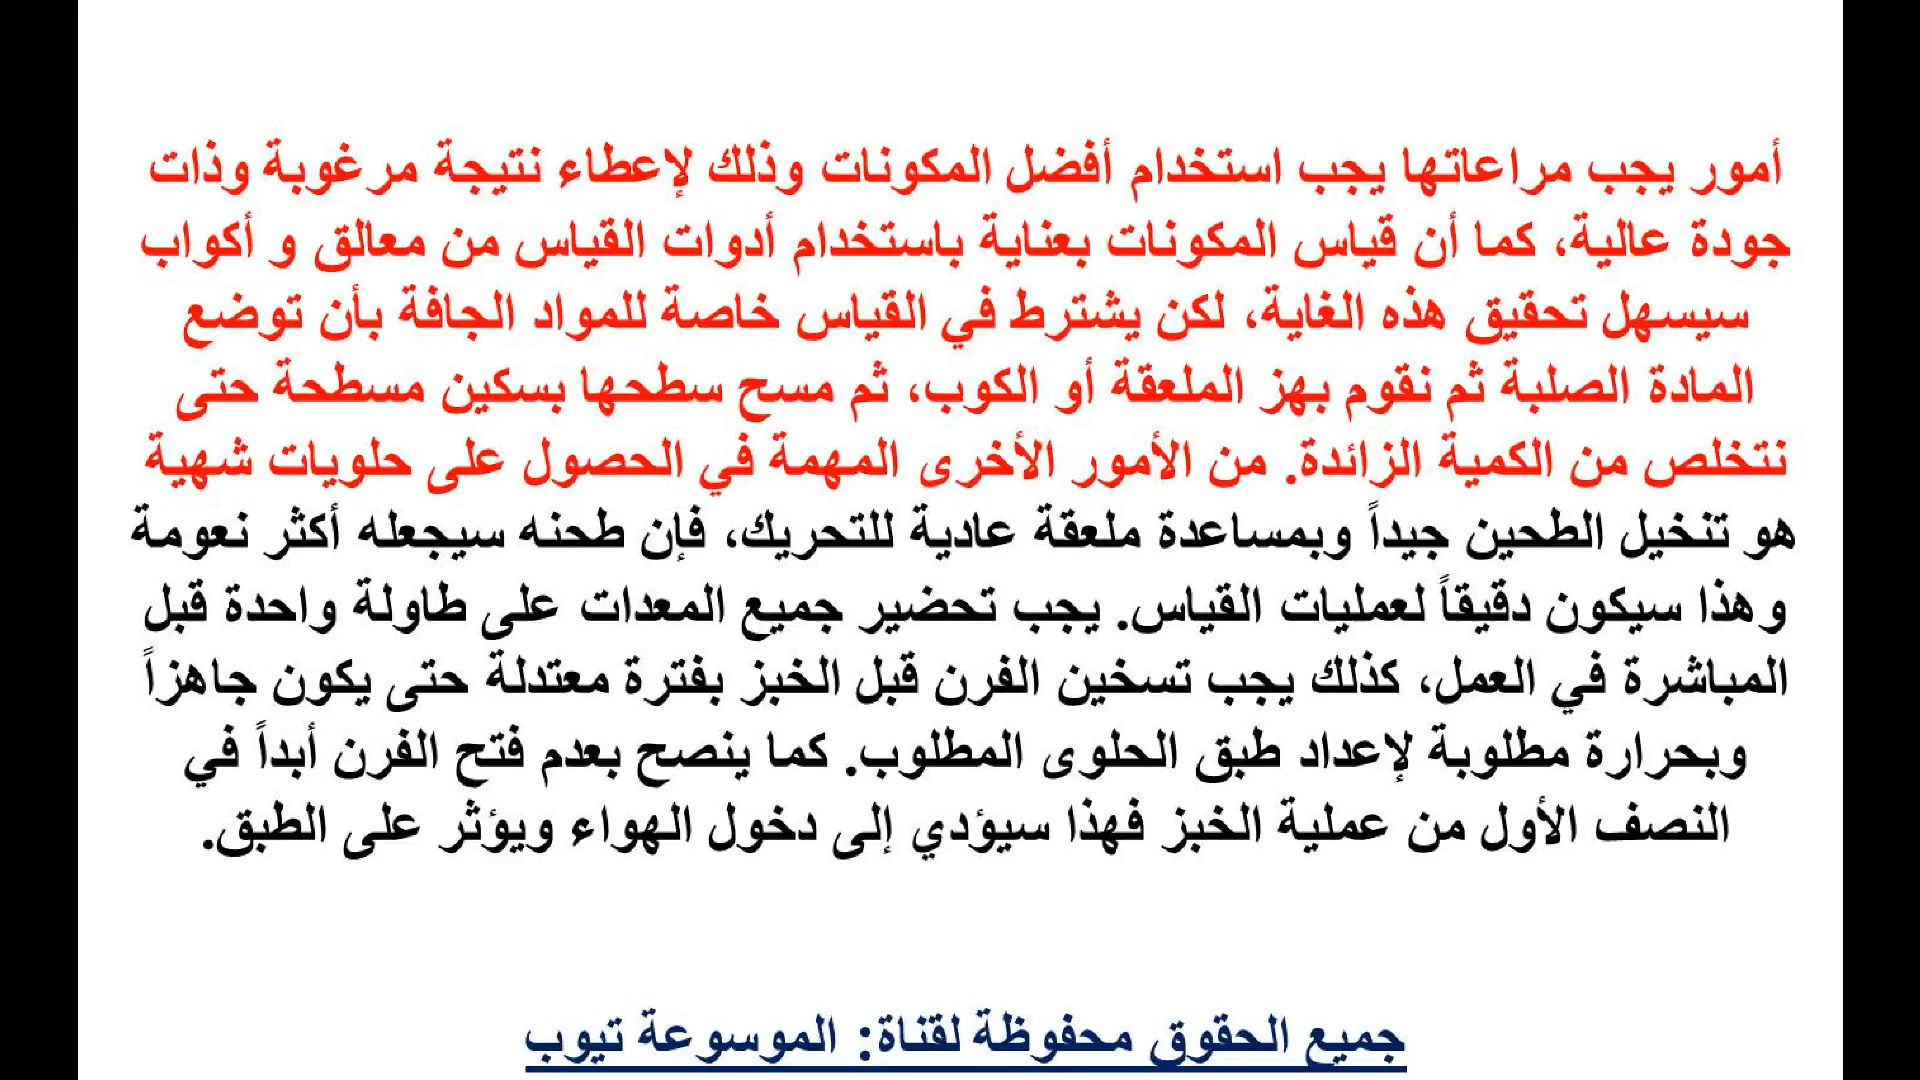 أمور يجب مراعاتها يجب استخدام أفضل المكونات وذلك لإعطاء نتيجة مرغوبة وذات
جودة عالية، كما أن قياس المكونات بعناية باستخدام أدوات القياس من معالق و أكواب
سيسهل تحقيق هذه الغاية، لكن يشترط في القياس خاصة للمواد الجافة بأن توضع
المادة الصلبة ثم نقوم بهز الملعقة أو الكوب، ثم مسح سطحها بسكين مسطحة حتى
نتخلص من الكمية الزائدة. من الأمور الأخرى المهمة في الحصول على حلويات شهية
هو تنخيل الطحين جيداً وبمساعدة ملعقة عادية للتحريك، فإن طحنه سيجعله أكثر نعومة
وهذا سيكون دقيقاً لعمليات القياس. يجب تحضير جميع المعدات على طاولة واحدة قبل
المباشرة في العمل، كذلك يجب تسخين الفرن قبل الخبز بفترة معتدلة حتى يكون جاهزاً
وبحرارة مطلوبة لإعداد طبق الحلوى المطلوب. كما ينصح بعدم فتح الفرن أبداً في
النصف الأول من عملية الخبز فهذا سيؤدي إلى دخول الهواء ويؤثر على الطبق.
جميع الحقوق محفوظة لقناة: الموسوعة تيوب